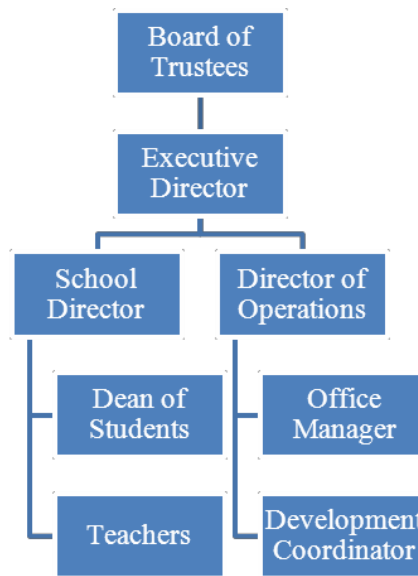 Board of
Trustees
Executive
Director
School
Director
Director of
Operations
Dean of
Students
Office
Manager
Teachers
Development
Coordinator